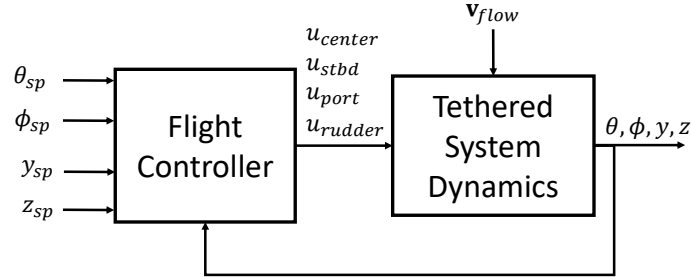 θ_sp
ϕ_sp
y_sp
z_sp
Flight
Controller
u_center
u_stbd
u_port
u_rudder
v_flow
Tethered
System
Dynamics
θ, ϕ, y, z